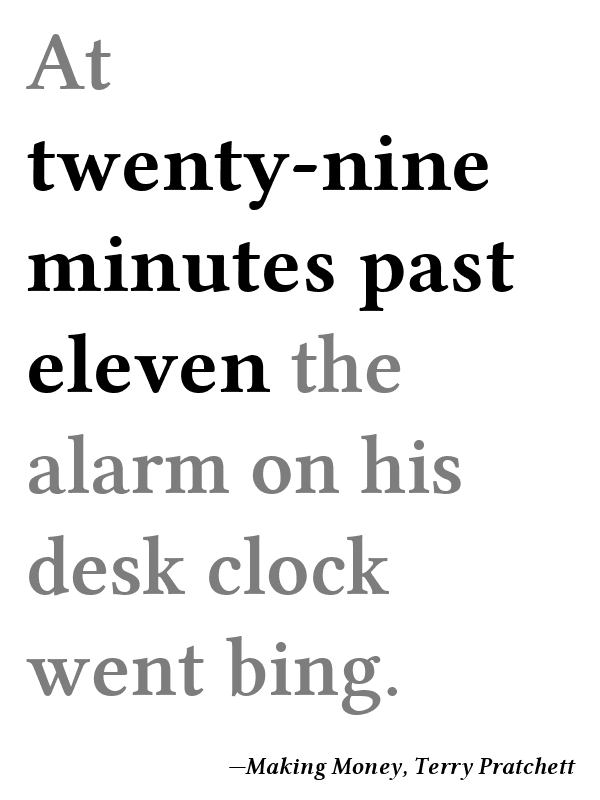 At
twenty-nine
minutes past
eleven the
alarm on his
desk clock
went bing.
—Making Money, Terry Pratchett